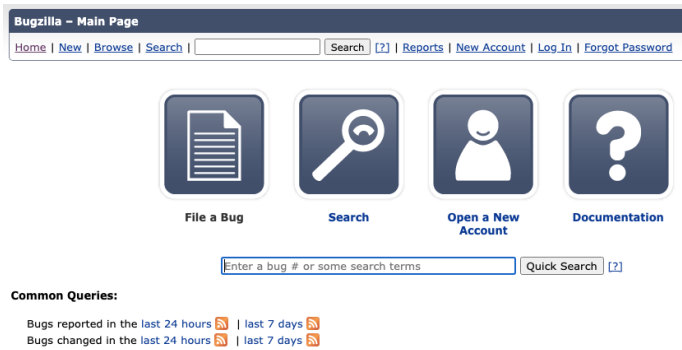 Bugzilla – Main Page
Home | New | Browse | Search | Search [?] | Reports | New Account | Log In | Forgot Password
File a Bug
Search
Open a New
Account
Documentation
Enter a bug # or some search terms Quick Search [?]
Common Queries:
Bugs reported in the last 24 hours | last 7 days
Bugs changed in the last 24 hours | last 7 days